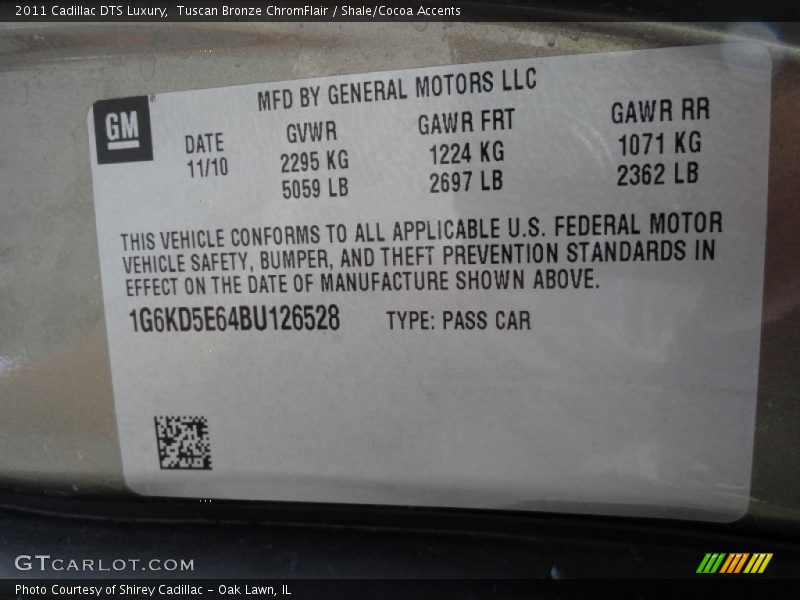 2011 Cadillac DTS Luxury, Tuscan Bronze ChromFlair / Shale/Cocoa Accents
MFD BY GENERAL MOTORS LLC
GM
DATE GVWR GAWR FRT GAWR RR
11/10 2295 KG 1224 KG 1071 KG
5059 LB 2697 LB 2362 LB
THIS VEHICLE CONFORMS TO ALL APPLICABLE U.S. FEDERAL MOTOR
VEHICLE SAFETY, BUMPER, AND THEFT PREVENTION STANDARDS IN
EFFECT ON THE DATE OF MANUFACTURE SHOWN ABOVE.
1G6KD5E64BU126528 TYPE: PASS CAR
GTCARLOT.COM
Photo Courtesy of Shirey Cadillac - Oak Lawn, IL